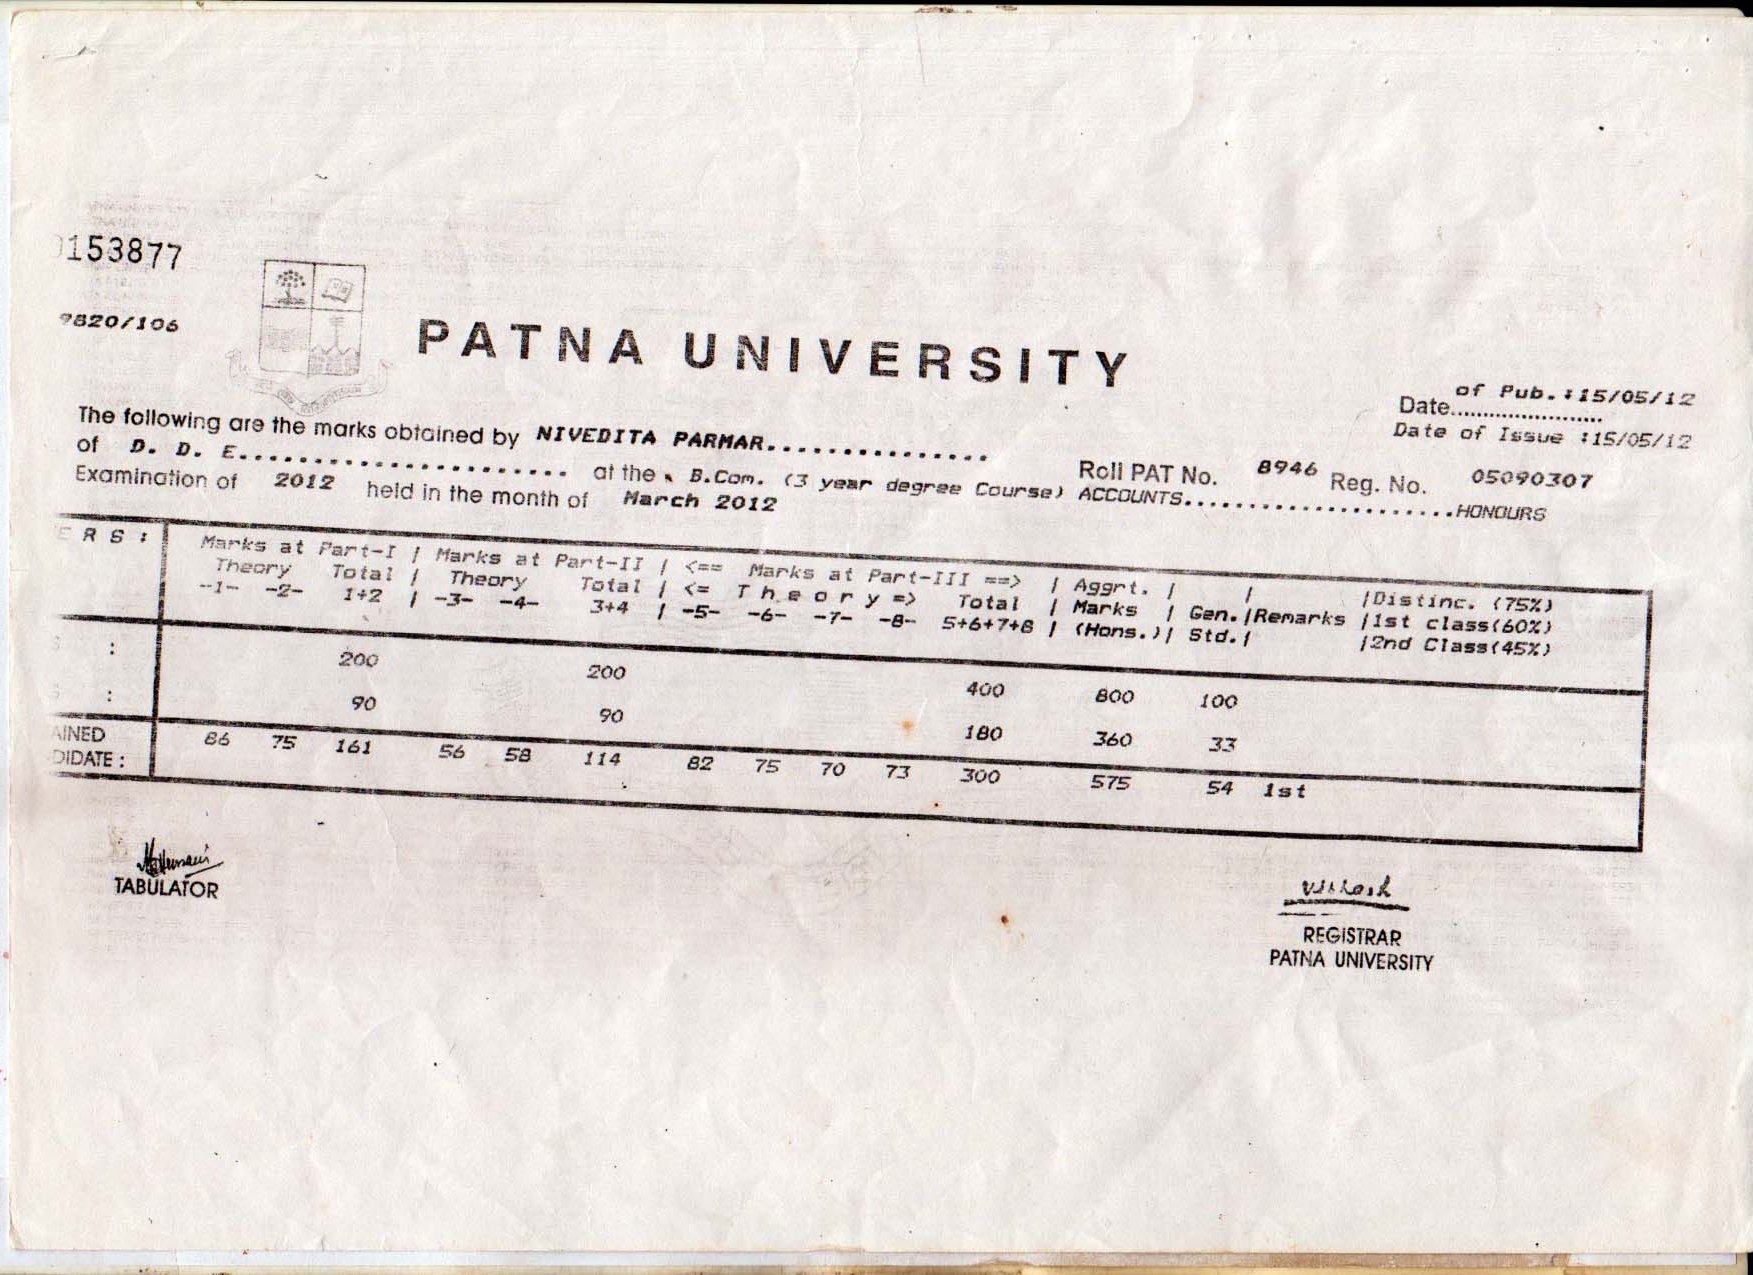 153877
9820/106
PATNA UNIVERSITY
of Pub.:15/05/12
Date......................
Date of Issue :15/05/12
The following are the marks obtained by NIVEDITA PARMAR................
of D. D. E......................... at the B.Com. (3 year degree Course) ACCOUNTS......................HONOURS
Roll PAT No. 8946 Reg. No. 05090307
Examination of 2012 held in the month of March 2012
E R S : Marks at Part-I | Marks at Part-II | <== Marks at Part-III ==> | Aggrt. | | |Distinc. (75%)
Theory Total | Theory Total | <= T h e o r y => Total | Marks | Gen.|Remarks |1st class(60%)
-1- -2- 1+2 | -3- -4- 3+4 | -5- -6- -7- -8- 5+6+7+8 | (Hons.)| Std.| |2nd Class(45%)
: 200 200 400 800 100
: 90 90 180 360 33
AINED
DIDATE : 86 75 161 56 58 114 82 75 70 73 300 575 54 1st
TABULATOR
REGISTRAR
PATNA UNIVERSITY